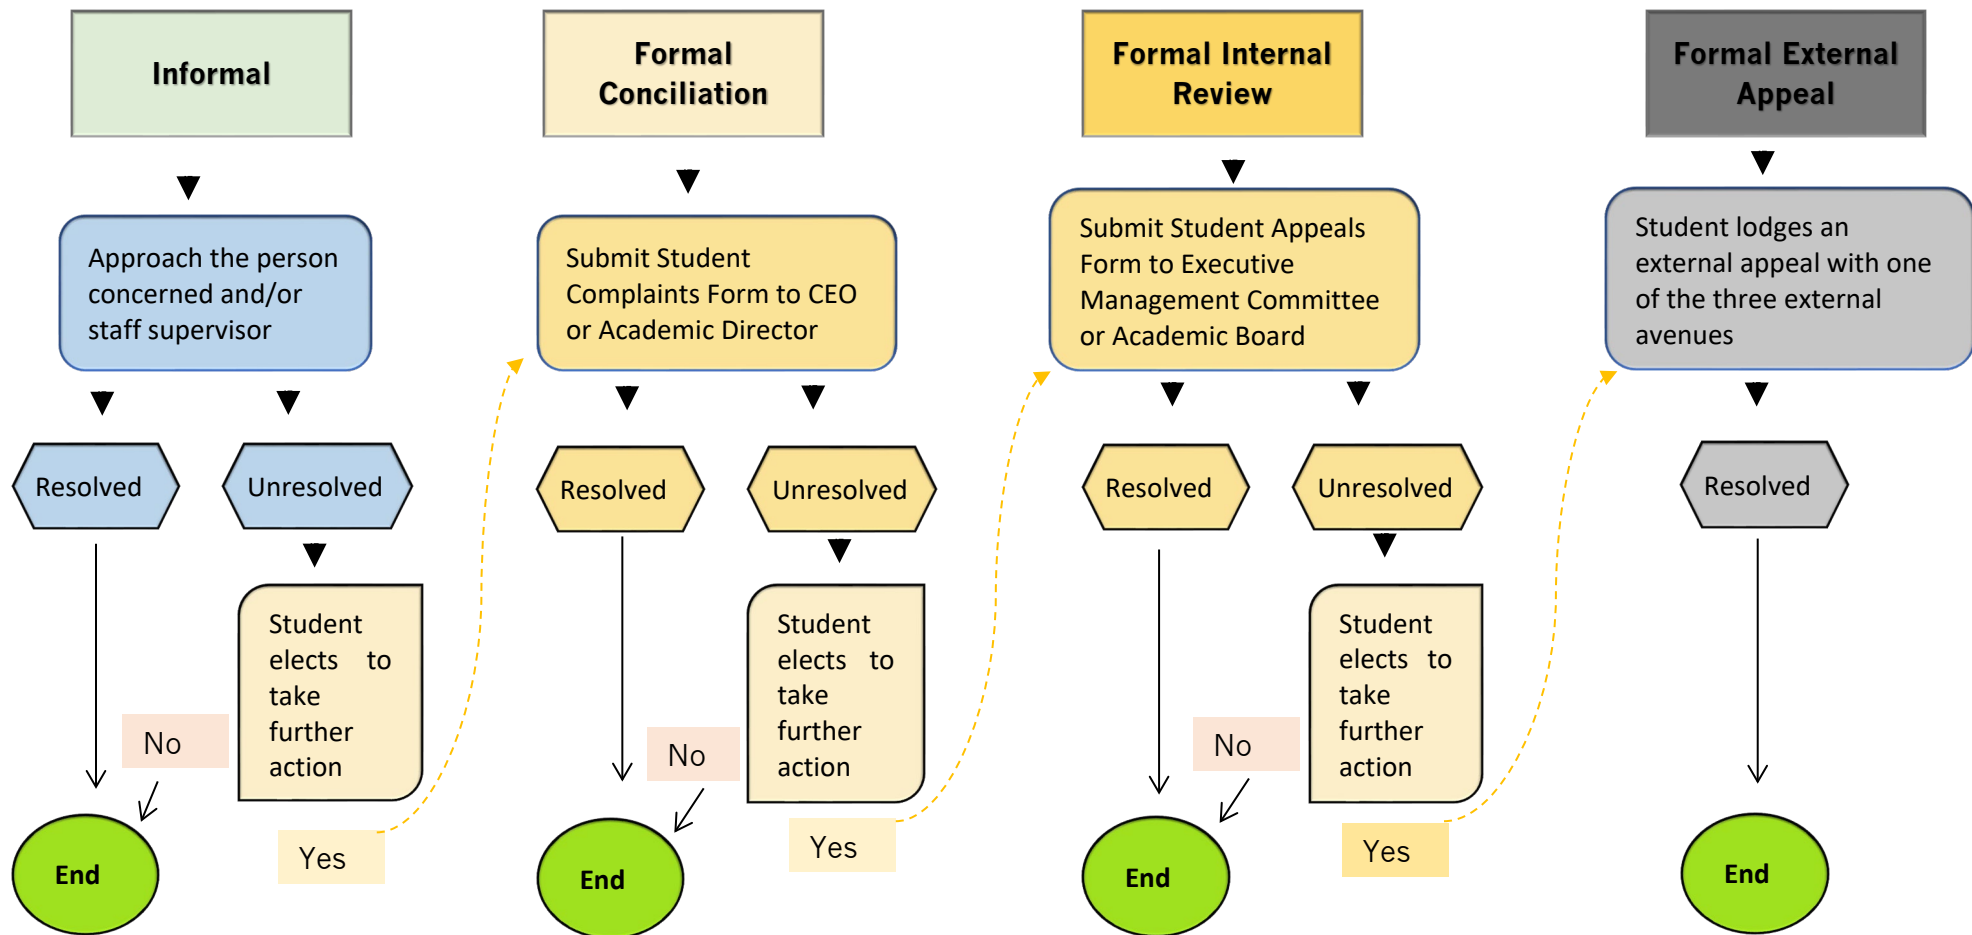 Informal
Formal
Conciliation
Formal Internal
Review
Formal External
Appeal
Approach the person
concerned and/or
staff supervisor
Submit Student
Complaints Form to CEO
or Academic Director
Submit Student Appeals
Form to Executive
Management Committee
or Academic Board
Student lodges an
external appeal with one
of the three external
avenues
Resolved
Unresolved
Resolved
Unresolved
Resolved
Unresolved
Resolved
Student
elects to
take
further
action
Student
elects to
take
further
action
Student
elects to
take
further
action
No
No
No
Yes
Yes
Yes
End
End
End
End